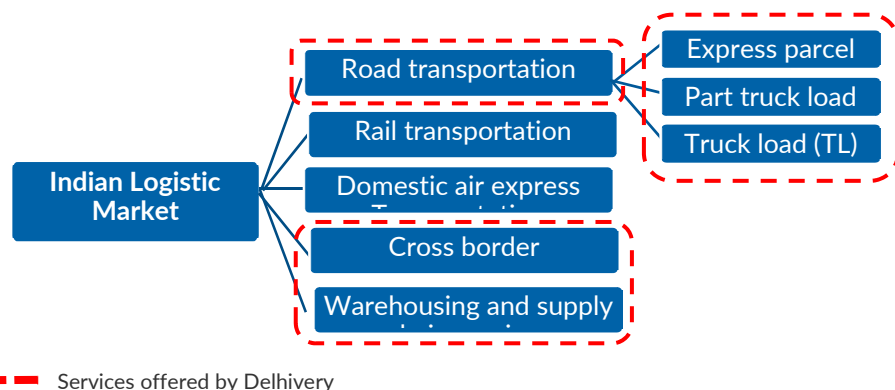 Indian Logistic
Market
Road transportation
Rail transportation
Domestic air express
Cross border
Warehousing and supply
Express parcel
Part truck load
Truck load (TL)
Services offered by Delhivery